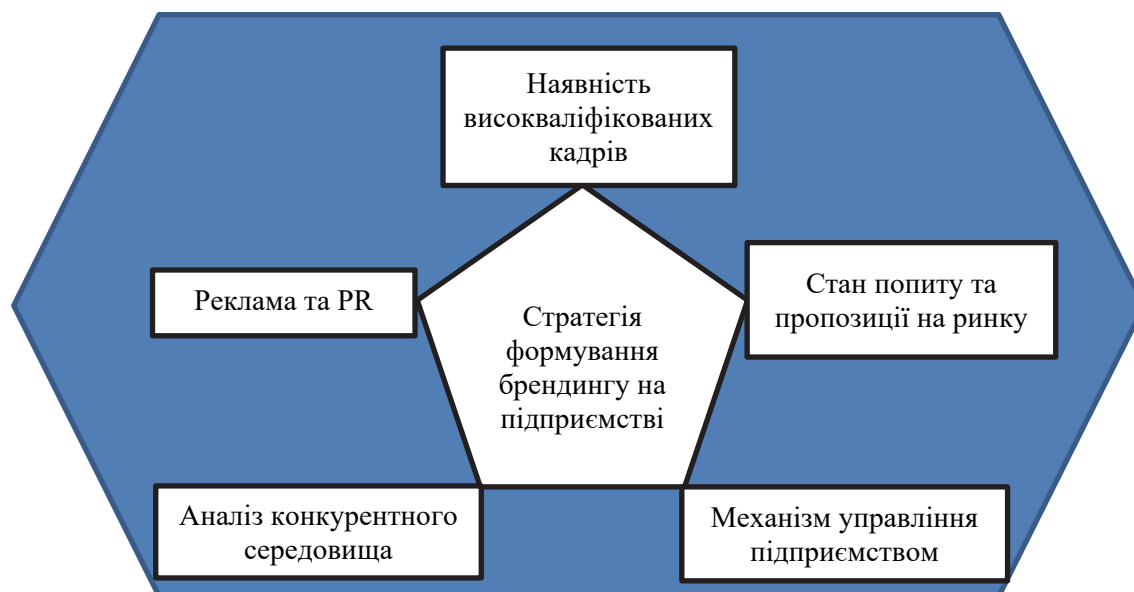 Наявність
висококваліфікованих
кадрів
Реклама та PR
Стан попиту та
пропозиції на ринку
Стратегія
формування
брендингу на
підприємстві
Аналіз конкурентного
середовища
Механізм управління
підприємством